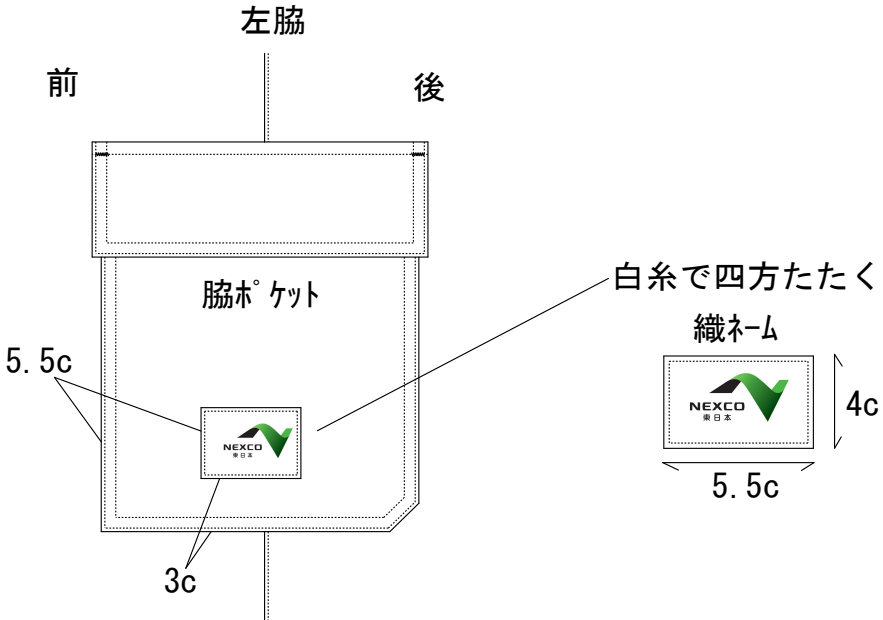 左脇
前
後
脇ﾎﾟｹｯﾄ
白糸で四方たたく
織ﾈｰﾑ
5.5c
NEXCO
東日本
NEXCO
東日本
4c
5.5c
3c